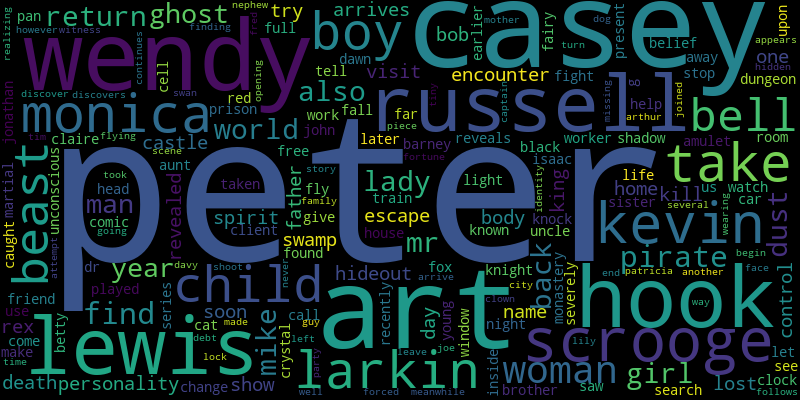 peter
casey
wendy
art
hook
lewis
russell
child
scrooge
monica
kevin
bell
take
boy
beast
larkin
lady
find
woman
also
world
man
year
mike
mr
back
pirate
dust
girl
return
ghost
father
king
escape
swamp
personality
death
rex
spirit
castle
hideout
revealed
encounter
arrives
visit
try
one
body
name
light
day
show
lost
control
home
kill
bob
cell
dungeon
belief
present
earlier
fairy
upon
pan
full
dawn
tell
red
work
fall
far
later
barney
john
prison
claire
aunt
free
fly
family
give
train
client
found
house
head
comic
taken
took
going
unconscious
martial
caught
jonathan
realizing
however
witness
nephew
fred
finding
continues
opening
discover
discovers
flying
swan
tim
scene
piece
reveals
worker
shadow
black
isaac
knock
uncle
known
knight
fox
young
window
night
inside
monastery
severely
brother
saw
search
clock
follows
see
let
come
way
lily
end
patricia
another
face
begin
several
wearing
sister
us
watch
car
life
room
amulet
help
joined
arthur
missing
stop
away
fight
dog
mother
turn
captain
tiny
hidden
appears
identity
city
clown
arrive
story
fortune
never
shoot
call
guy
left
recently
played
series
soon
cat
change
crystal
made
debt
lock
davy
attempt
dr
friend
use
make
time
betty
party
well
forced
meanwhile
leave
joe